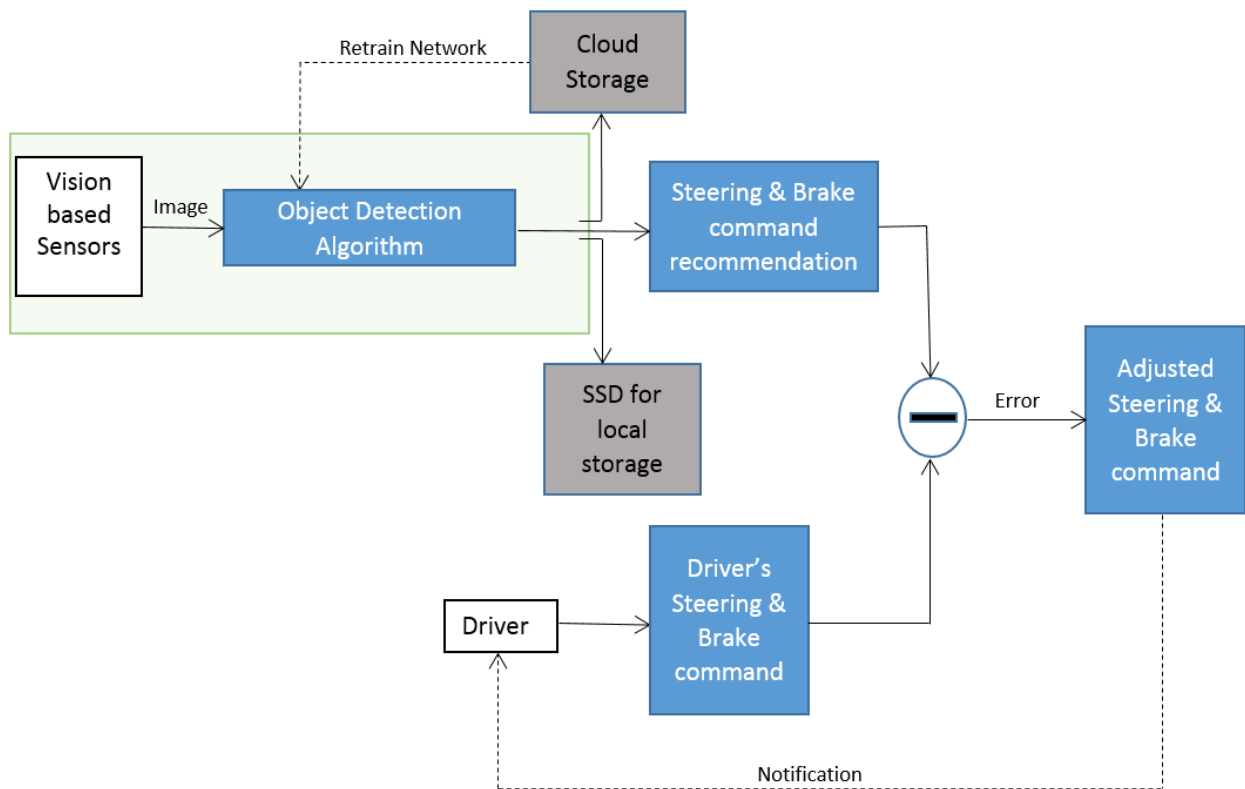 Retrain Network
Cloud
Storage
Vision
based
Sensors
Image
Object Detection
Algorithm
Steering & Brake
command
recommendation
SSD for
local
storage
Error
Adjusted
Steering &
Brake
command
Driver
Driver’s
Steering &
Brake
command
Notification